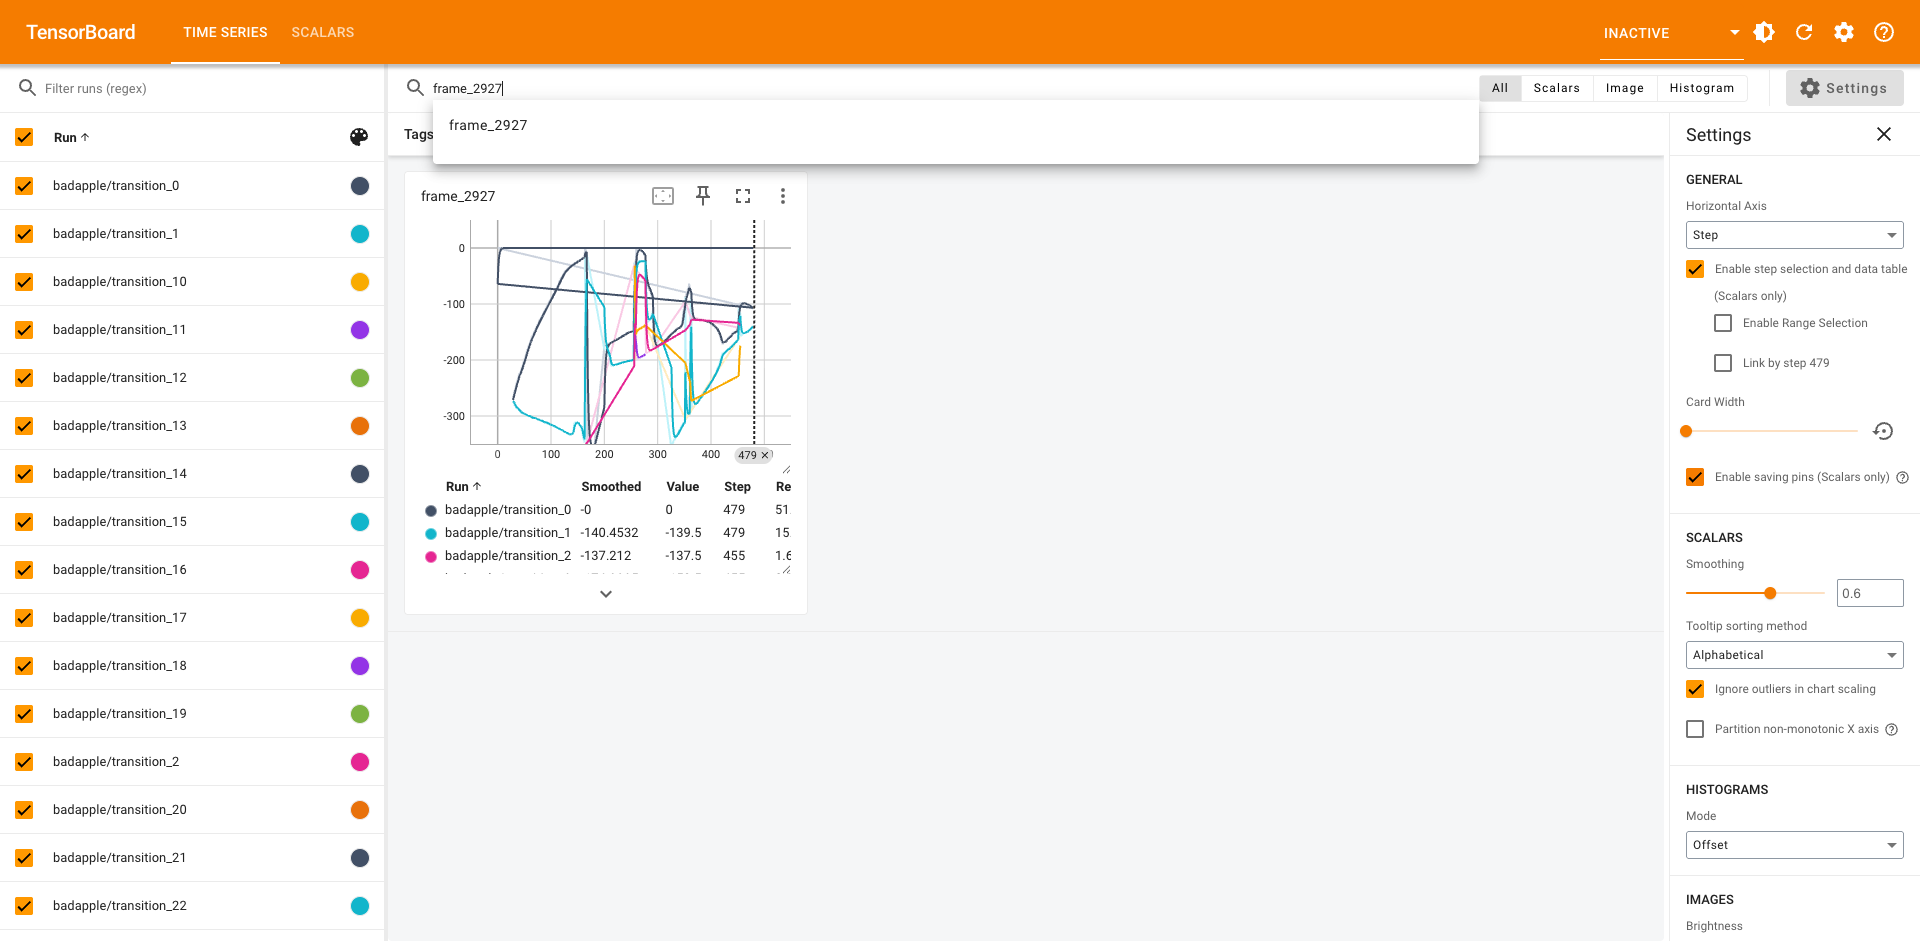 TensorBoard
TIME SERIES
SCALARS
INACTIVE
Filter runs (regex)
frame_2927
All
Scalars
Image
Histogram
Settings
frame_2927
Tags
Run
badapple/transition_0
badapple/transition_1
badapple/transition_10
badapple/transition_11
badapple/transition_12
badapple/transition_13
badapple/transition_14
badapple/transition_15
badapple/transition_16
badapple/transition_17
badapple/transition_18
badapple/transition_19
badapple/transition_2
badapple/transition_20
badapple/transition_21
badapple/transition_22
frame_2927
0
-100
-200
-300
0 100 200 300 400 479
Run Smoothed Value Step Re
badapple/transition_0 -0 0 479 51.
badapple/transition_1 -140.4532 -139.5 479 15
badapple/transition_2 -137.212 -137.5 455 1.6
Settings
GENERAL
Horizontal Axis
Step
Enable step selection and data table
(Scalars only)
Enable Range Selection
Link by step 479
Card Width
Enable saving pins (Scalars only)
SCALARS
Smoothing
0.6
Tooltip sorting method
Alphabetical
Ignore outliers in chart scaling
Partition non-monotonic X axis
HISTOGRAMS
Mode
Offset
IMAGES
Brightness